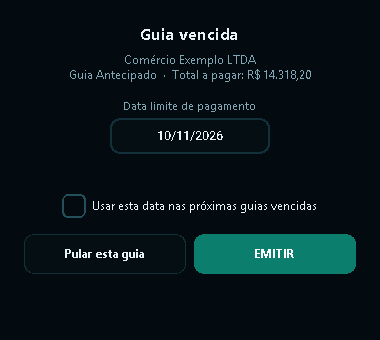 Guia vencida
Comércio Exemplo LTDA
Guia Antecipado · Total a pagar: R$ 14.318,20
Data limite de pagamento
10/11/2026
Usar esta data nas próximas guias vencidas
Pular esta guia
EMITIR